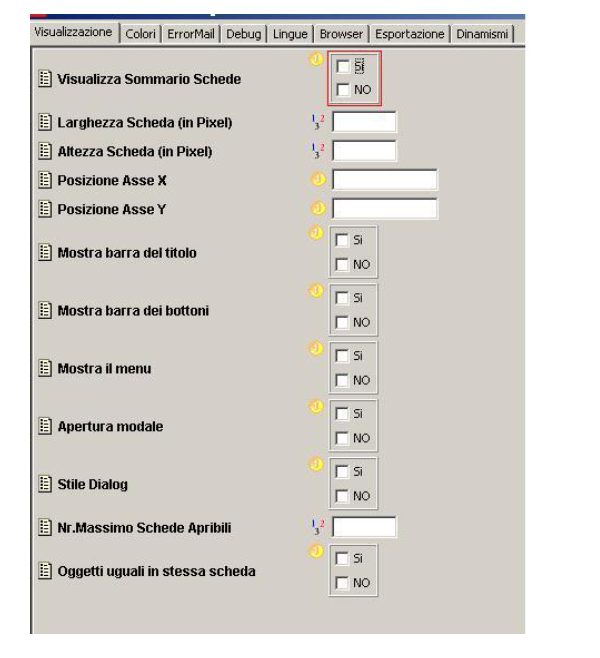 Visualizzazione Colori ErrorMail Debug Lingue Browser Esportazione Dinamismi
Visualizza Sommario Schede
Si
NO
Larghezza Scheda (in Pixel)
Altezza Scheda (in Pixel)
Posizione Asse X
Posizione Asse Y
Mostra barra del titolo
Si
NO
Mostra barra dei bottoni
Si
NO
Mostra il menu
Si
NO
Apertura modale
Si
NO
Stile Dialog
Si
NO
Nr.Massimo Schede Apribili
Oggetti uguali in stessa scheda
Si
NO